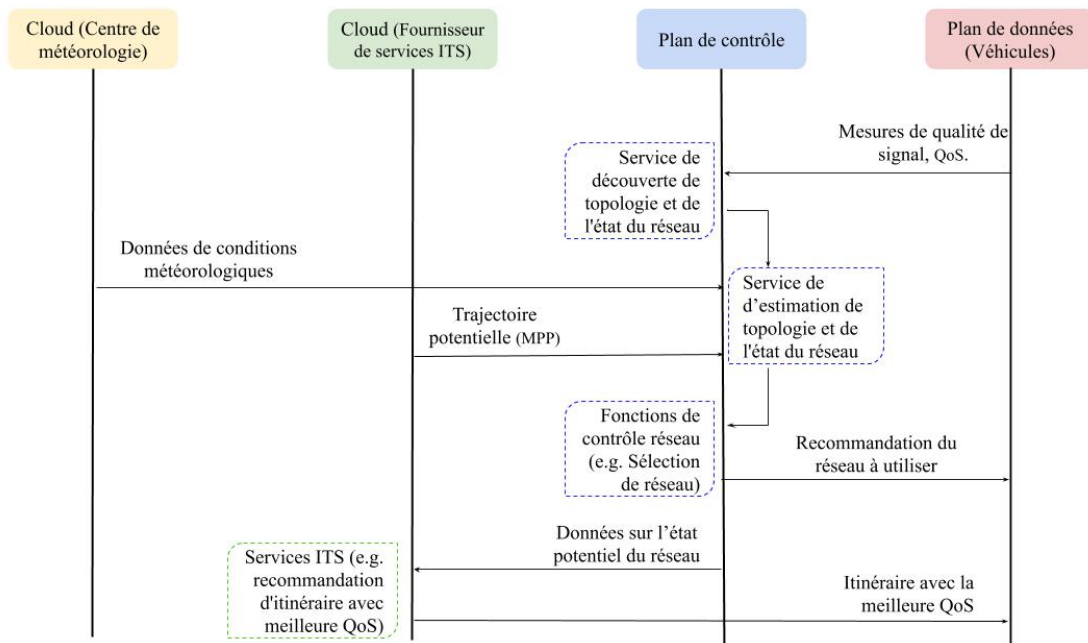 Cloud (Centre de
météorologie)
Cloud (Fournisseur
de services ITS)
Plan de contrôle
Plan de données
(Véhicules)
Mesures de qualité de
signal, QoS.
Service de
découverte de
topologie et de
l'état du réseau
Données de conditions
météorologiques
Service de
d’estimation de
topologie et de
l'état du réseau
Trajectoire
potentielle (MPP)
Fonctions de
contrôle réseau
(e.g. Sélection
de réseau)
Recommandation du
réseau à utiliser
Données sur l’état
potentiel du réseau
Services ITS (e.g.
recommandation
d'itinéraire avec
meilleure QoS)
Itinéraire avec la
meilleure QoS